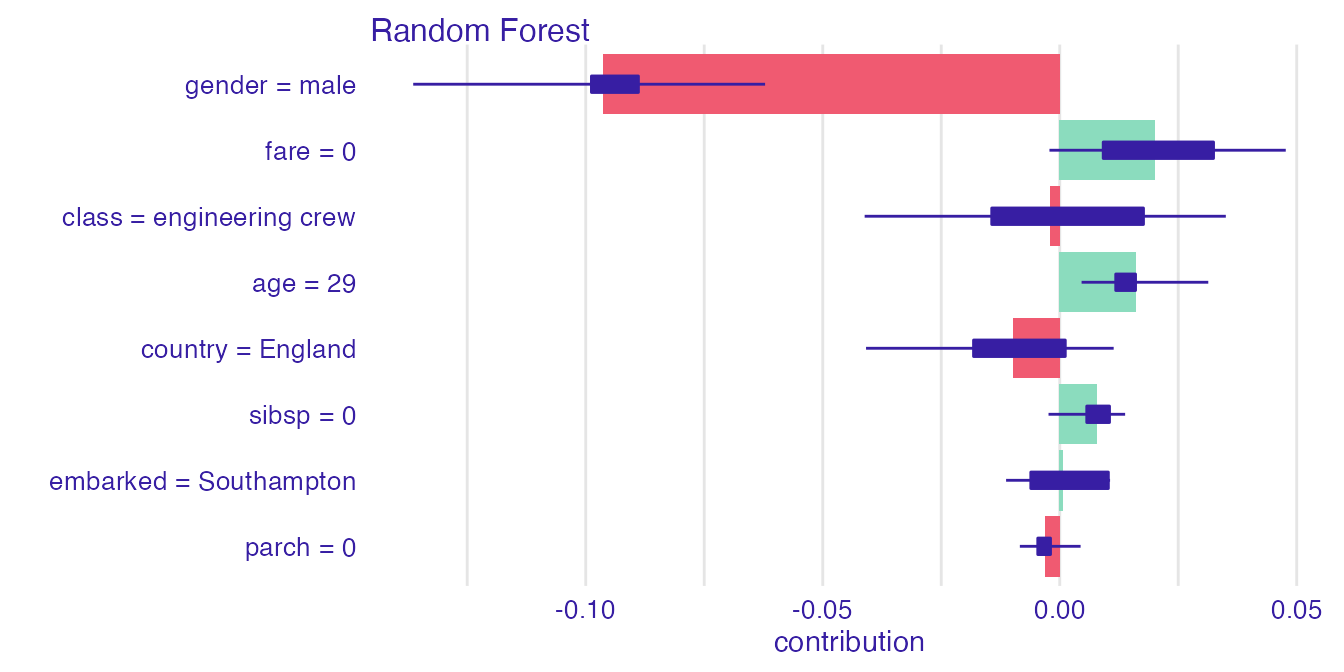 Random Forest
gender = male
fare = 0
class = engineering crew
age = 29
country = England
sibsp = 0
embarked = Southampton
parch = 0
-0.10 -0.05 0.00 0.05
contribution